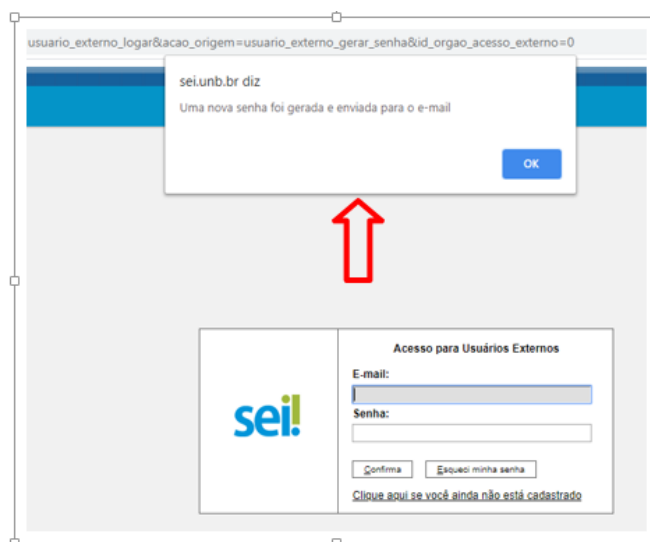 usuario_externo_logar&acao_origem=usuario_externo_gerar_senha&id_orgao_acesso_externo=0
sei.unb.br diz
Uma nova senha foi gerada e enviada para o e-mail
OK
Acesso para Usuários Externos
E-mail:
sei!
Senha:
Confirma Esqueci minha senha
Clique aqui se você ainda não está cadastrado